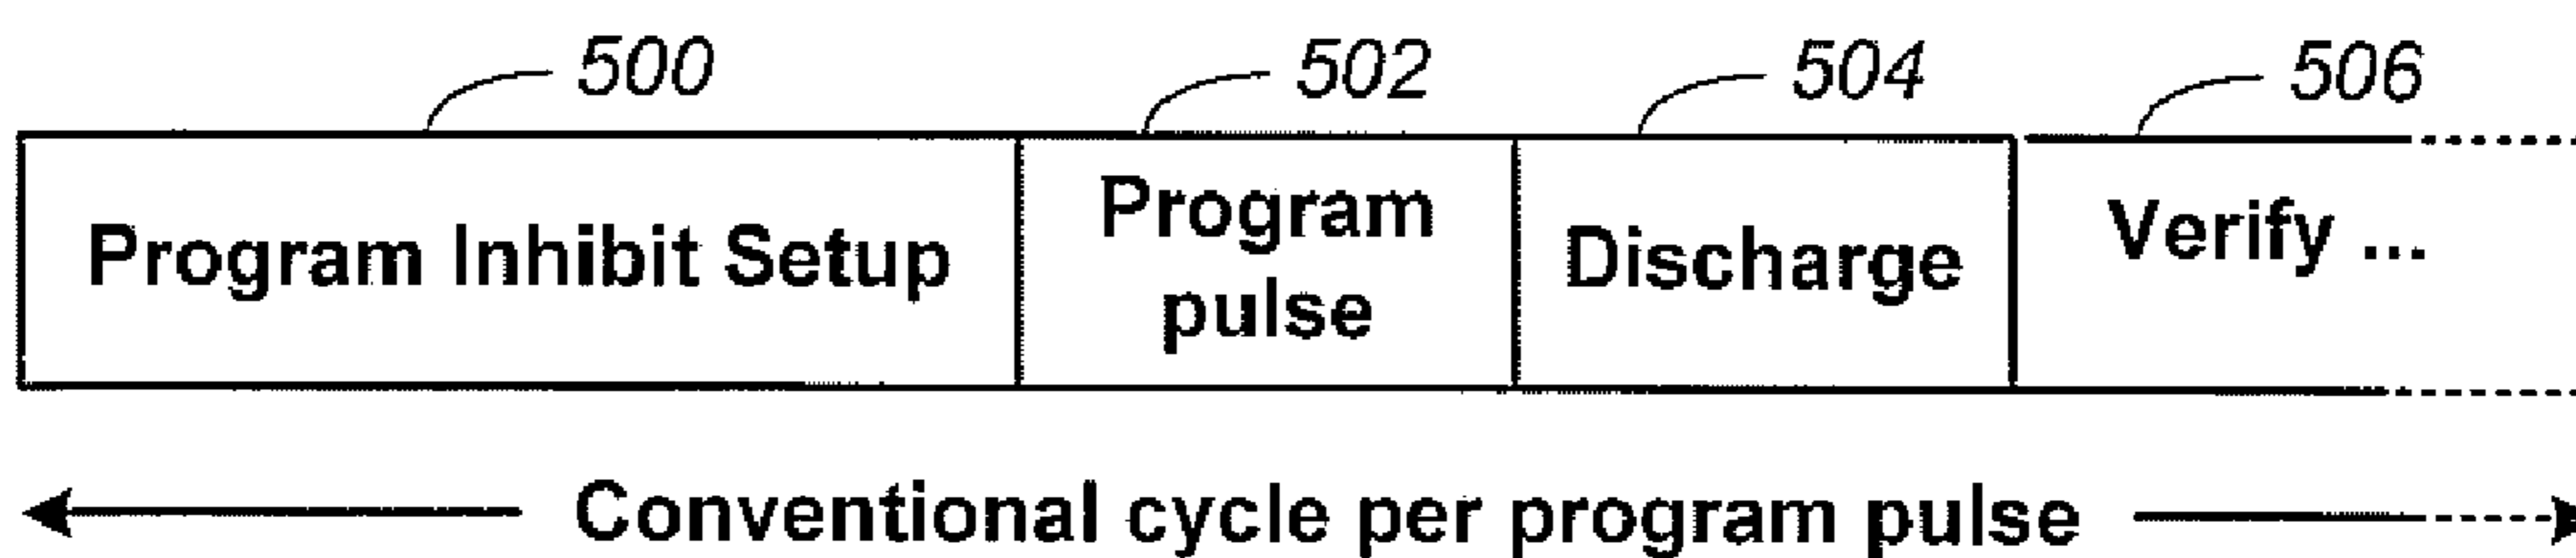 500 502 504 506
Program Inhibit Setup
Program
pulse
Discharge
Verify ...
Conventional cycle per program pulse